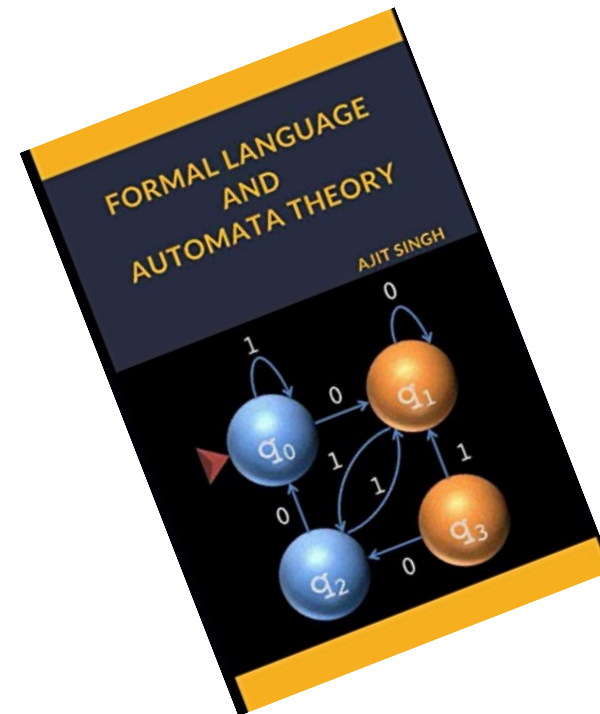 FORMAL LANGUAGE
AND
AUTOMATA THEORY
AJIT SINGH
0
1
q1
0
q0
1
1
1
0
q3
q2
0